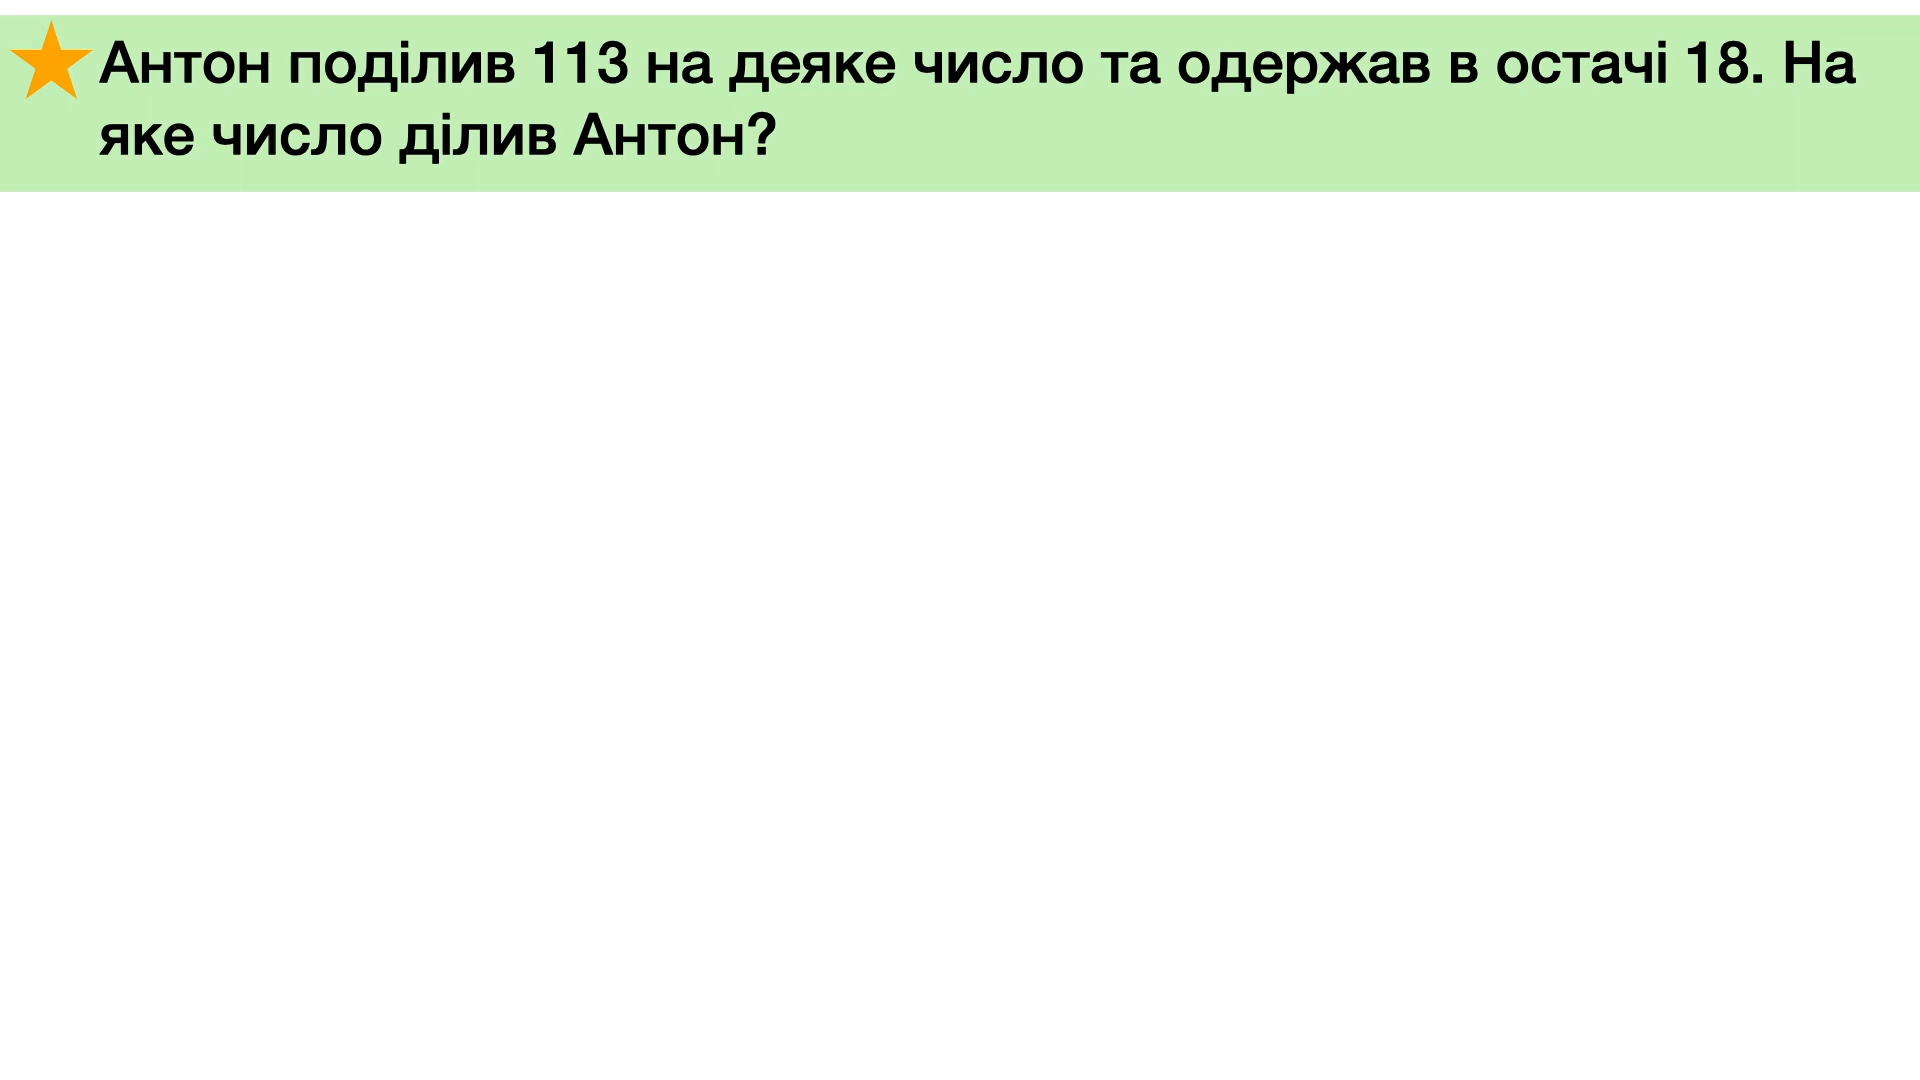 Антон поділив 113 на деяке число та одержав в остачі 18. На
яке число ділив Антон?